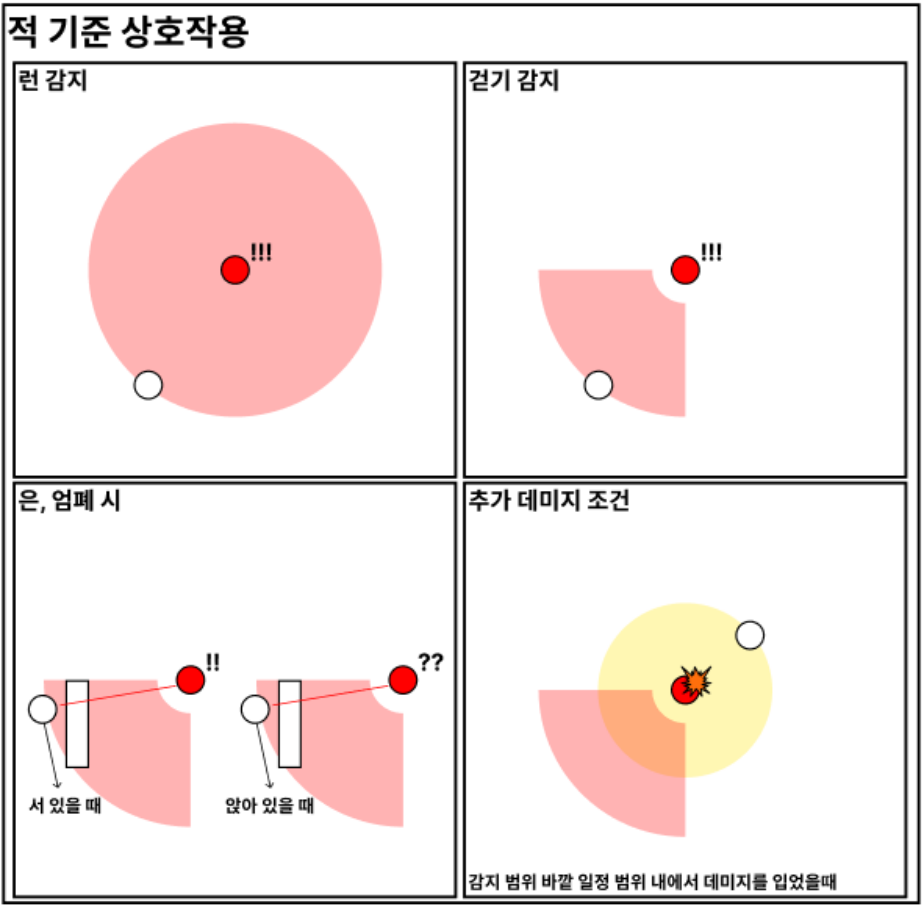 적 기준 상호작용
런 감지
걷기 감지
!!!
!!!
은, 엄폐 시
추가 데미지 조건
!!
??
서 있을 때
앉아 있을 때
감지 범위 바깥 일정 범위 내에서 데미지를 입었을때